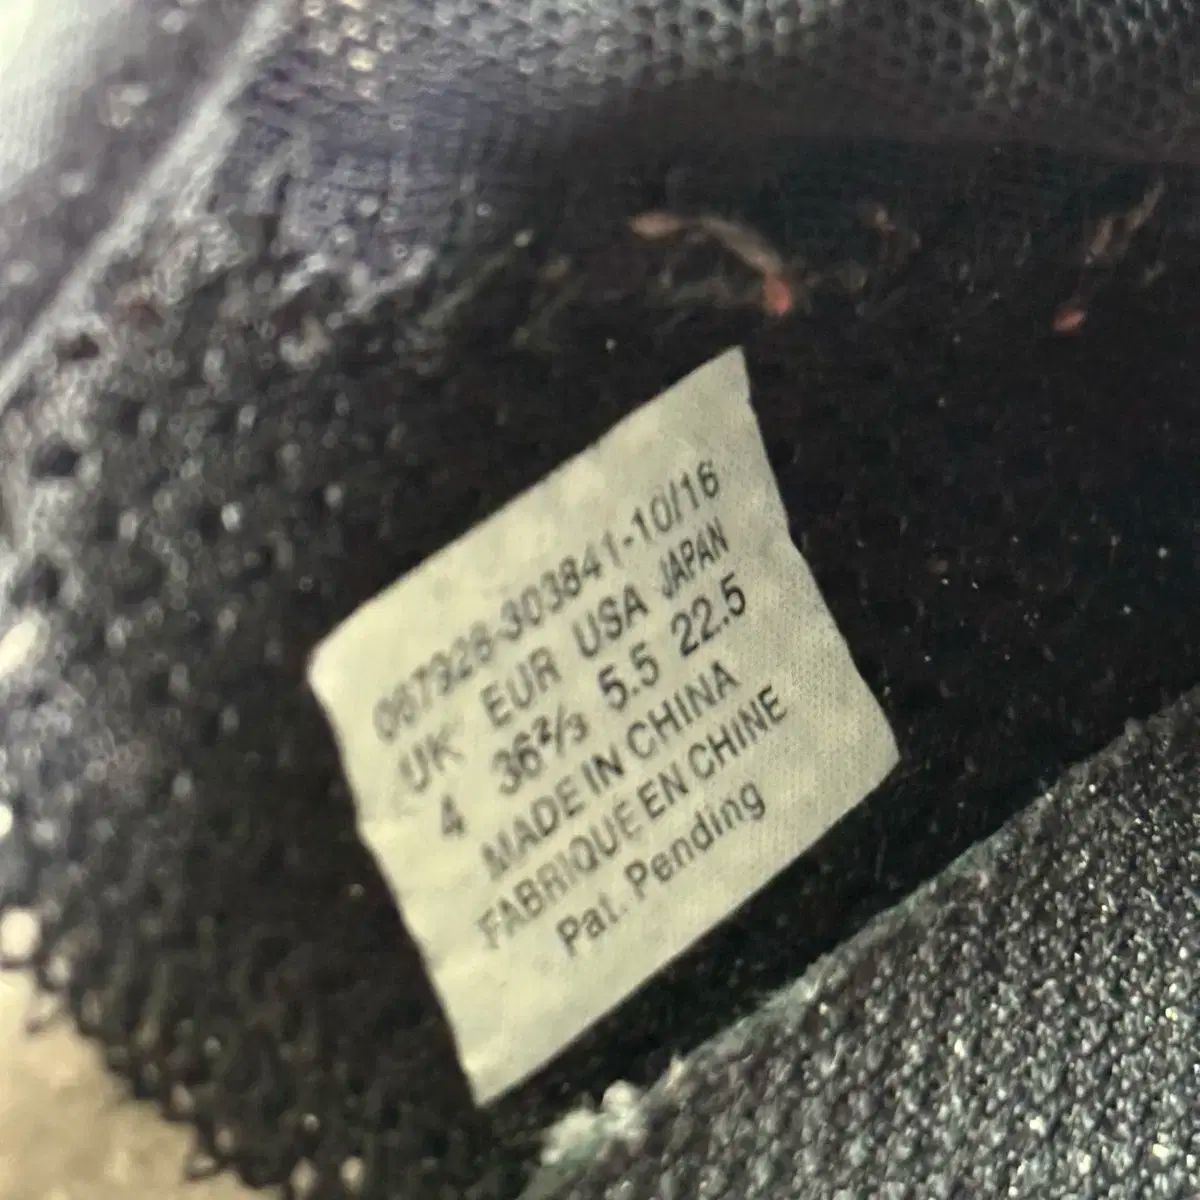 087928-303841-10/16
UK EUR USA JAPAN
4 36⅔ 5.5 22.5
MADE IN CHINA
FABRIQUE EN CHINE
Pat. Pending